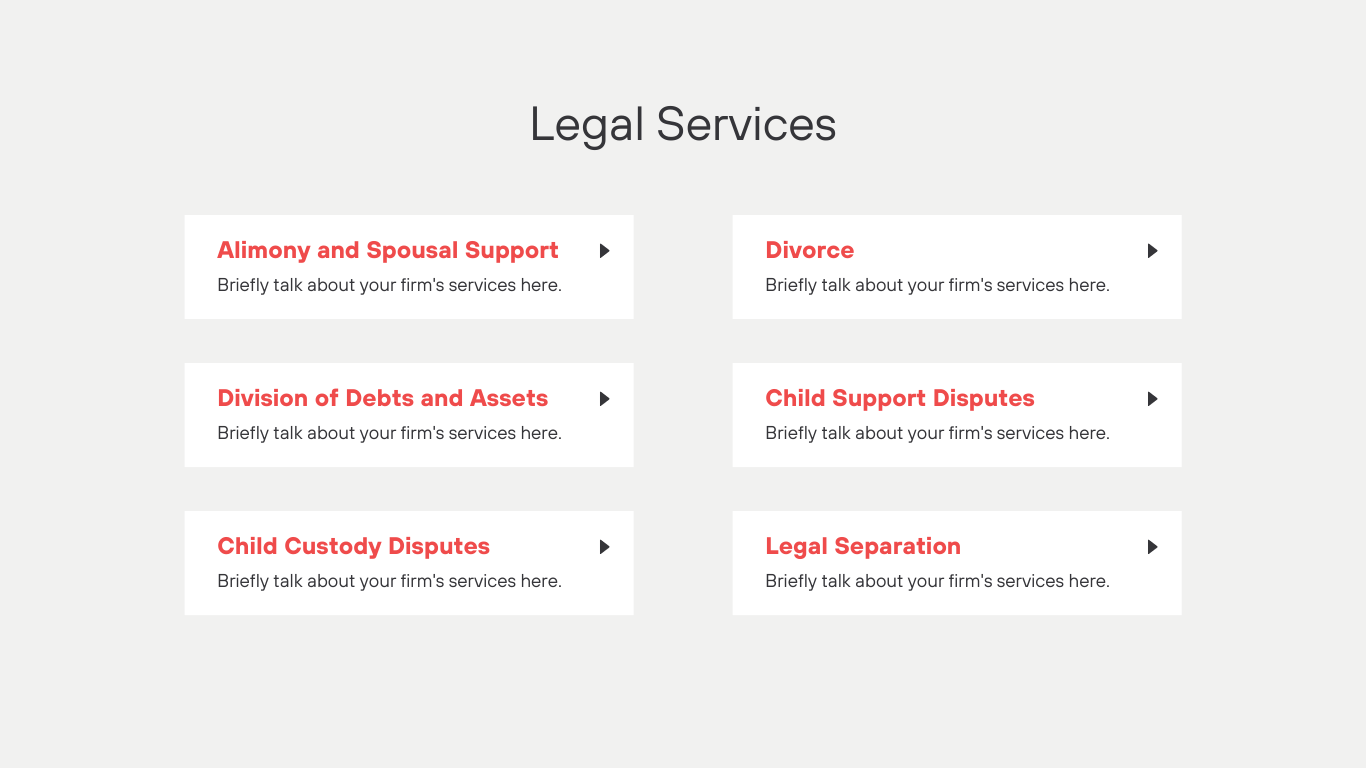 Legal Services
Alimony and Spousal Support
Briefly talk about your firm's services here.
Divorce
Briefly talk about your firm's services here.
Division of Debts and Assets
Briefly talk about your firm's services here.
Child Support Disputes
Briefly talk about your firm's services here.
Child Custody Disputes
Briefly talk about your firm's services here.
Legal Separation
Briefly talk about your firm's services here.